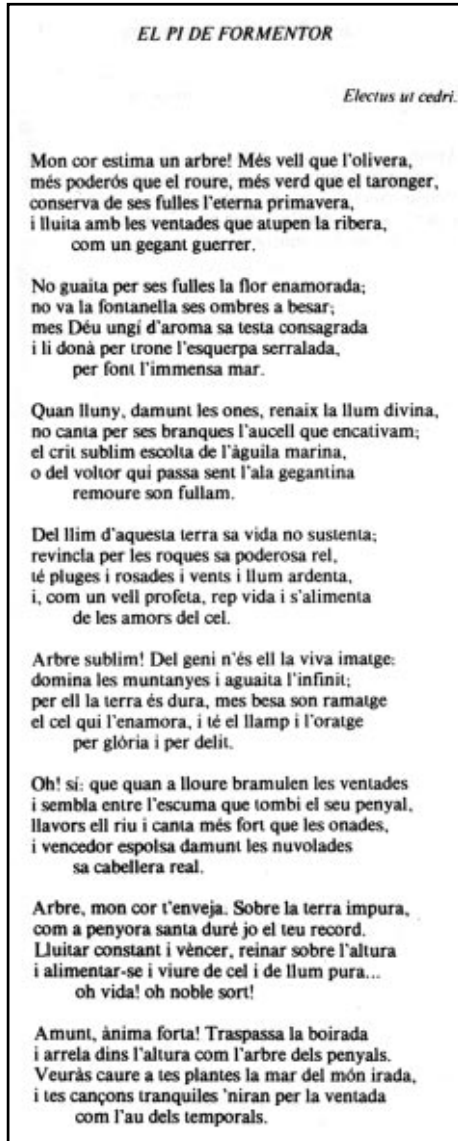 EL PI DE FORMENTOR
Electus ut cedri.
Mon cor estima un arbre! Més vell que l'olivera,
més poderós que el roure, més verd que el taronger,
conserva de ses fulles l'eterna primavera,
i lluita amb les ventades que atupen la ribera,
com un gegant guerrer.
No guaita per ses fulles la flor enamorada;
no va la fontanella ses ombres a besar;
mes Déu ungí d'aroma sa testa consagrada
i li donà per trone l'esquerpa serralada,
per font l'immensa mar.
Quan lluny, damunt les ones, renaix la llum divina,
no canta per ses branques l'aucell que encativam;
el crit sublim escolta de l'àguila marina,
o del voltor qui passa sent l'ala gegantina
remoure son fullam.
Del llim d'aquesta terra sa vida no sustenta;
revincla per les roques sa poderosa rel,
té pluges i rosades i vents i llum ardenta,
i, com un vell profeta, rep vida i s'alimenta
de les amors del cel.
Arbre sublim! Del geni n'és ell la viva imatge:
domina les muntanyes i aguaita l'infinit;
per ell la terra és dura, mes besa son ramatge
el cel qui l'enamora, i té el llamp i l'oratge
per glòria i per delit.
Oh! sí: que quan a lloure bramulen les ventades
i sembla entre l'escuma que tombi el seu penyal,
llavors ell riu i canta més fort que les onades,
i vencedor espolsa damunt les nuvolades
sa cabellera real.
Arbre, mon cor t'enveja. Sobre la terra impura,
com a penyora santa duré jo el teu record.
Lluitar constant i vèncer, reinar sobre l'altura
i alimentar-se i viure de cel i de llum pura...
oh vida! oh noble sort!
Amunt, ànima forta! Traspassa la boirada
i arrela dins l'altura com l'arbre dels penyals.
Veuràs caure a tes plantes la mar del món irada,
i tes cançons tranquiles 'niran per la ventada
com l'au dels temporals.